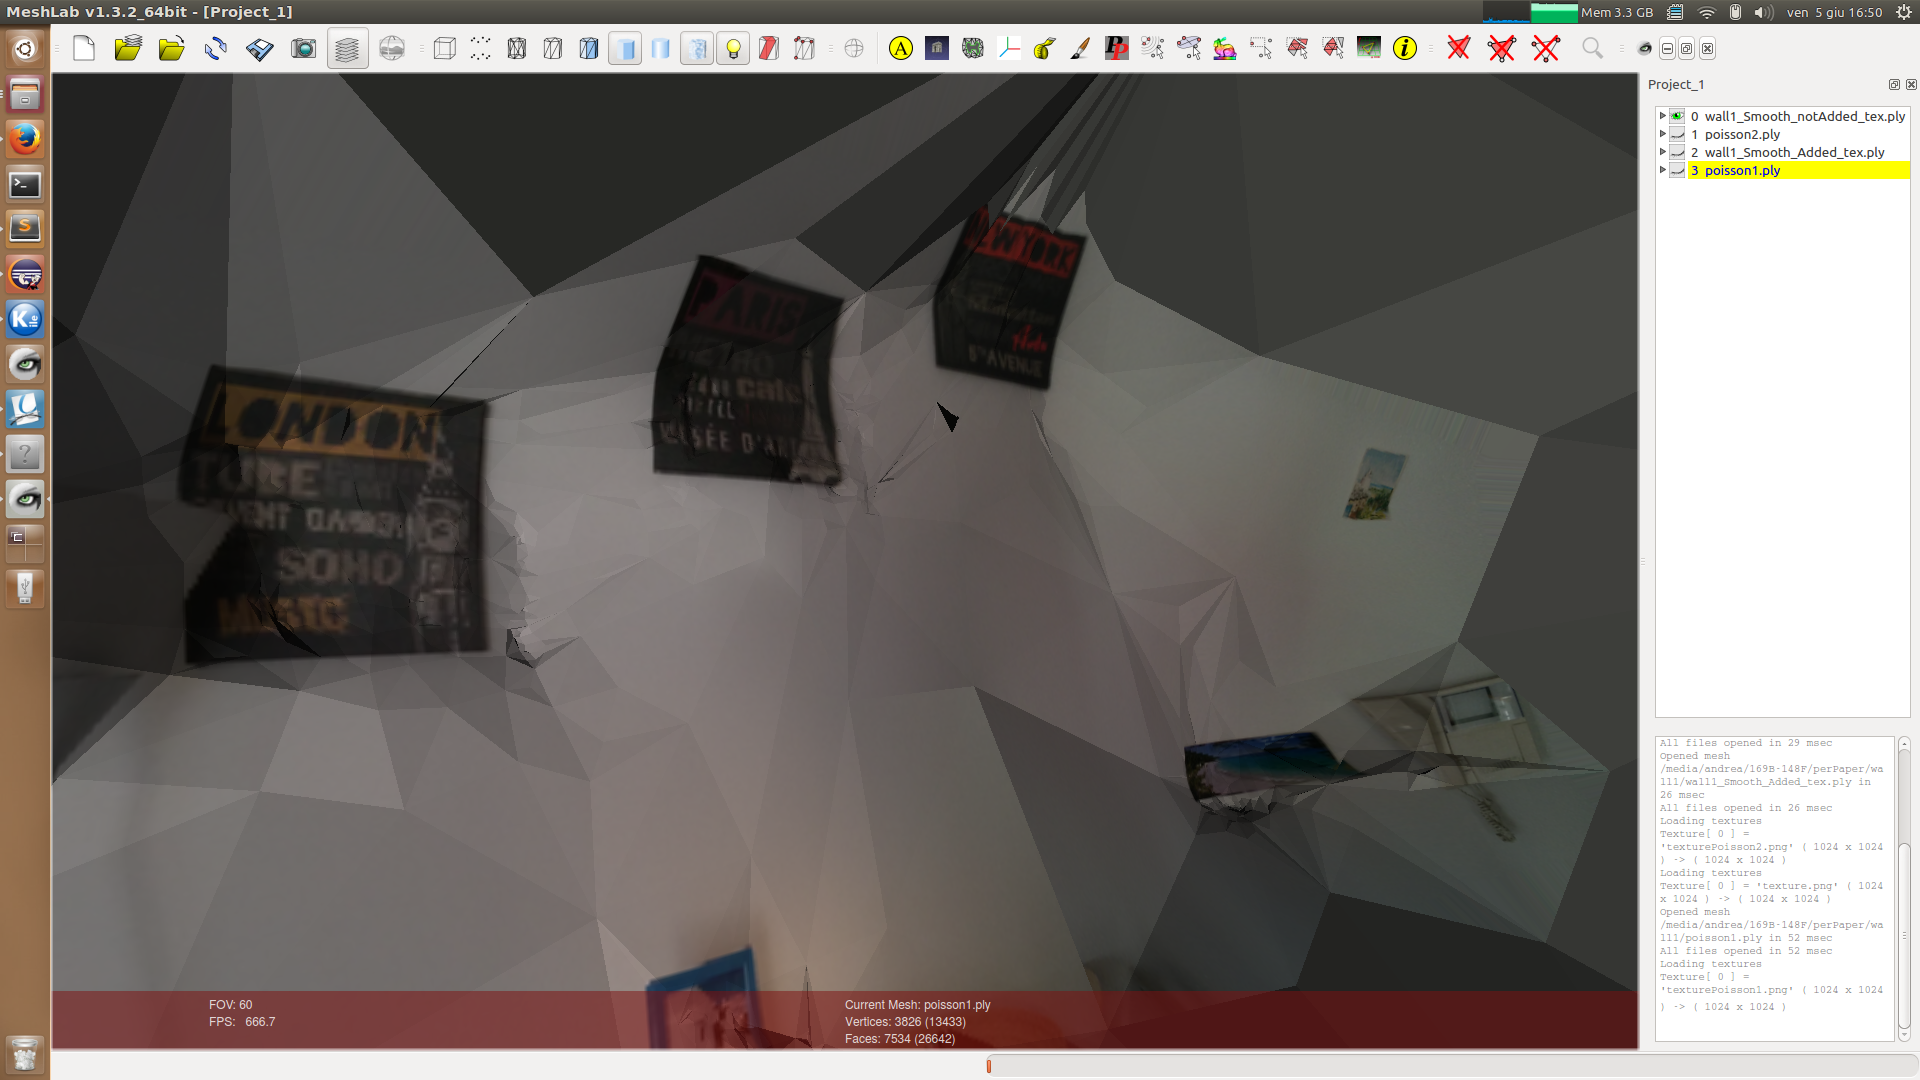 MeshLab v1.3.2_64bit - [Project_1]
Mem 3.3 GB
ven 5 giu 16:50
Project_1
0 wall1_Smooth_notAdded_tex.ply
1 poisson2.ply
2 wall1_Smooth_Added_tex.ply
3 poisson1.ply
PARIS
LONDON
TUBE
SOHO
MUSIC
5TH AVENUE
All files opened in 29 msec
Opened mesh
/media/andrea/169B-148F/perPaper/wa
ll1/wall1_Smooth_Added_tex.ply in
26 msec
All files opened in 26 msec
Loading textures
Texture[ 0 ] =
'texturePoisson2.png' ( 1024 x 1024
) -> ( 1024 x 1024 )
Loading textures
Texture[ 0 ] = 'texture.png' ( 1024
x 1024 ) -> ( 1024 x 1024 )
Opened mesh
/media/andrea/169B-148F/perPaper/wa
ll1/poisson1.ply in 52 msec
All files opened in 52 msec
Loading textures
Texture[ 0 ] =
'texturePoisson1.png' ( 1024 x 1024
) -> ( 1024 x 1024 )
FOV: 60
FPS: 666.7
Current Mesh: poisson1.ply
Vertices: 3826 (13433)
Faces: 7534 (26642)